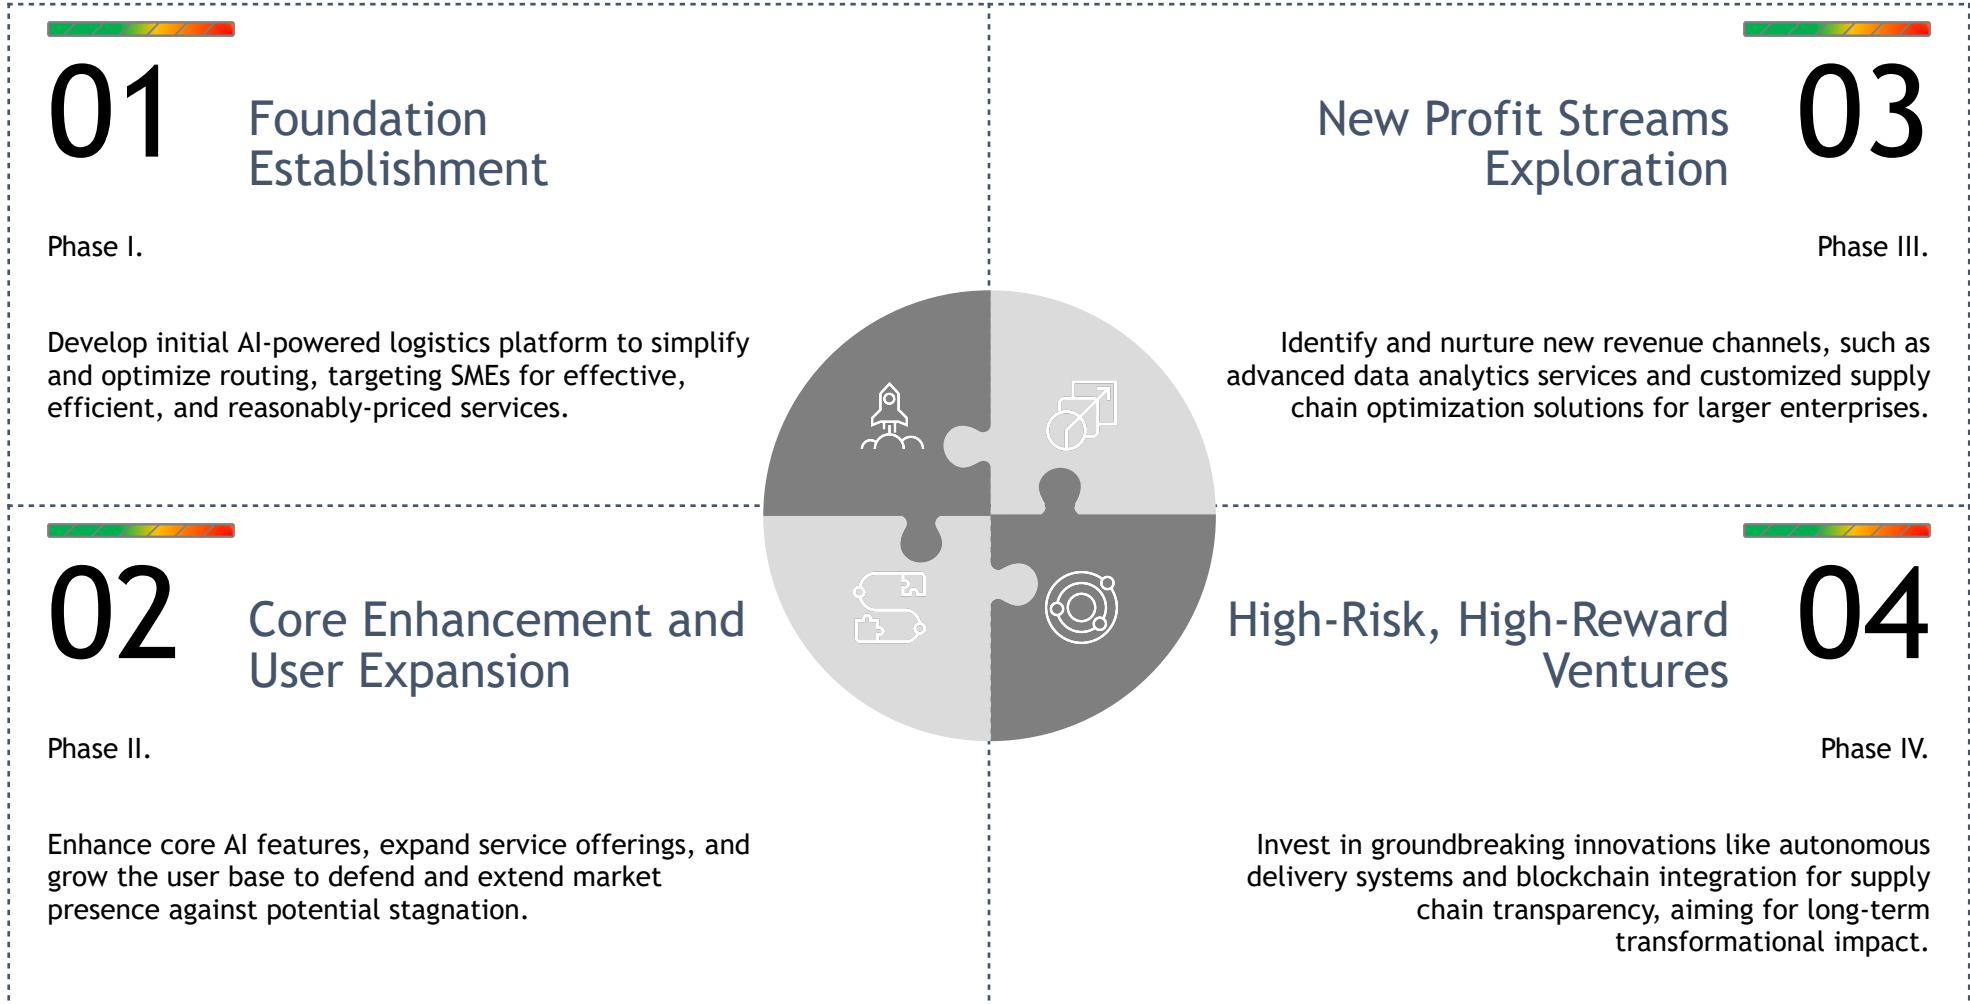 01
Foundation
Establishment
Phase I.
Develop initial AI-powered logistics platform to simplify
and optimize routing, targeting SMEs for effective,
efficient, and reasonably-priced services.
02
Core Enhancement and
User Expansion
Phase II.
Enhance core AI features, expand service offerings, and
grow the user base to defend and extend market
presence against potential stagnation.
03
New Profit Streams
Exploration
Phase III.
Identify and nurture new revenue channels, such as
advanced data analytics services and customized supply
chain optimization solutions for larger enterprises.
04
High-Risk, High-Reward
Ventures
Phase IV.
Invest in groundbreaking innovations like autonomous
delivery systems and blockchain integration for supply
chain transparency, aiming for long-term
transformational impact.